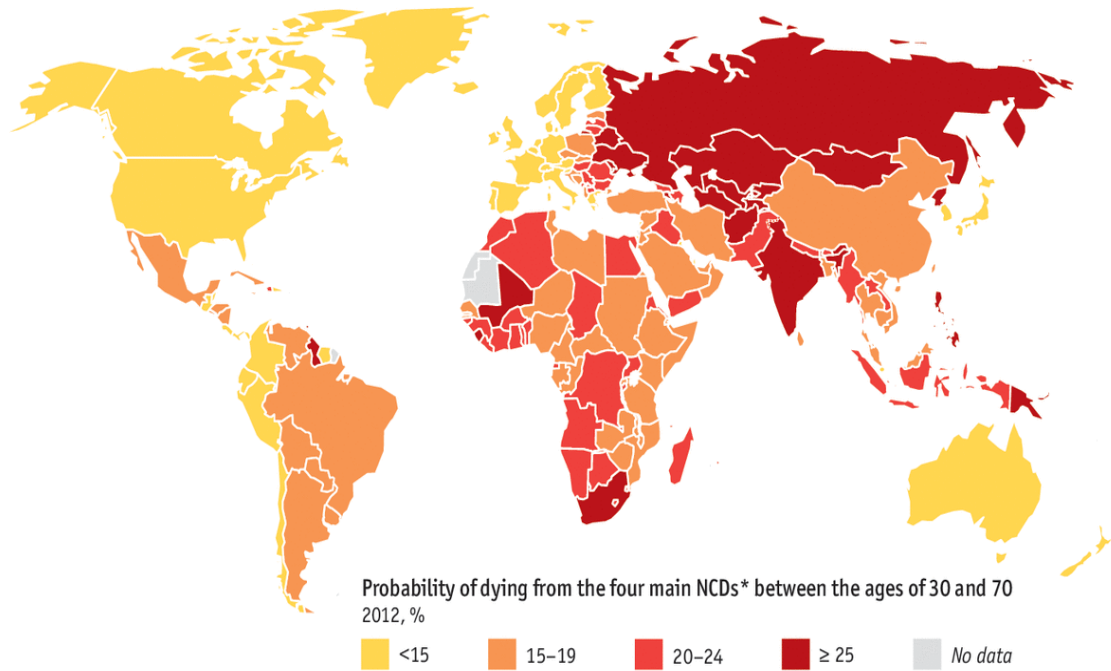 Probability of dying from the four main NCDs* between the ages of 30 and 70
2012, %
<15 15–19 20–24 ≥ 25 No data